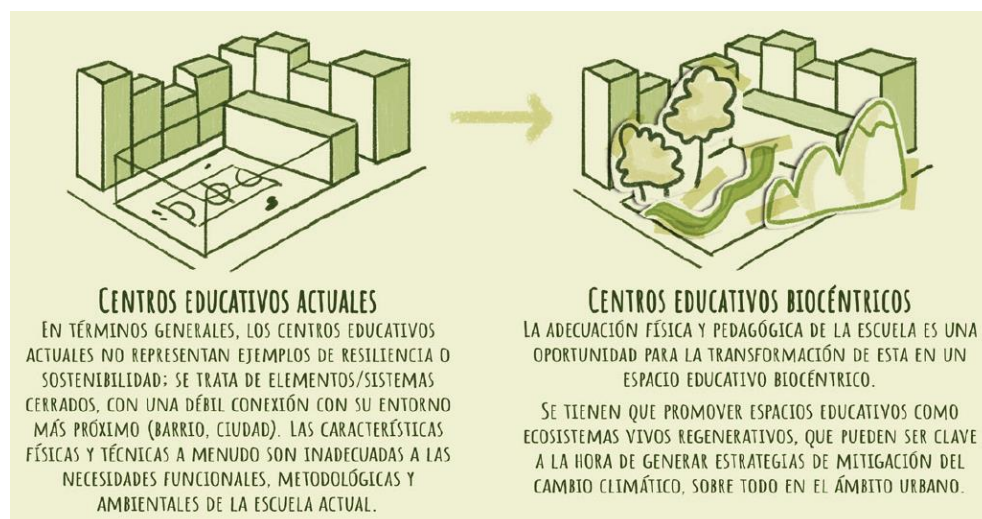 CENTROS EDUCATIVOS ACTUALES
EN TÉRMINOS GENERALES, LOS CENTROS EDUCATIVOS
ACTUALES NO REPRESENTAN EJEMPLOS DE RESILIENCIA O
SOSTENIBILIDAD; SE TRATA DE ELEMENTOS/SISTEMAS
CERRADOS, CON UNA DÉBIL CONEXIÓN CON SU ENTORNO
MÁS PRÓXIMO (BARRIO, CIUDAD). LAS CARACTERÍSTICAS
FÍSICAS Y TÉCNICAS A MENUDO SON INADECUADAS A LAS
NECESIDADES FUNCIONALES, METODOLÓGICAS Y
AMBIENTALES DE LA ESCUELA ACTUAL.
CENTROS EDUCATIVOS BIOCÉNTRICOS
LA ADECUACIÓN FÍSICA Y PEDAGÓGICA DE LA ESCUELA ES UNA
OPORTUNIDAD PARA LA TRANSFORMACIÓN DE ESTA EN UN
ESPACIO EDUCATIVO BIOCÉNTRICO.
SE TIENEN QUE PROMOVER ESPACIOS EDUCATIVOS COMO
ECOSISTEMAS VIVOS REGENERATIVOS, QUE PUEDEN SER CLAVE
A LA HORA DE GENERAR ESTRATEGIAS DE MITIGACIÓN DEL
CAMBIO CLIMÁTICO, SOBRE TODO EN EL ÁMBITO URBANO.